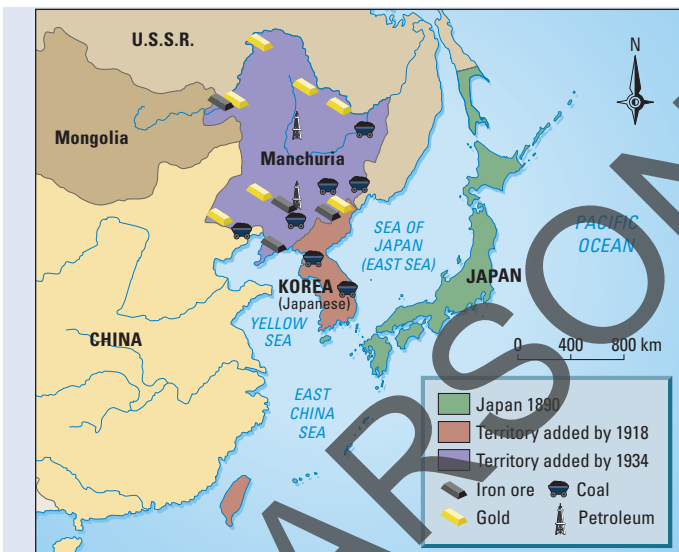 U.S.S.R.
N
Mongolia
Manchuria
SEA OF
JAPAN
(EAST SEA)
PACIFIC
OCEAN
KOREA
(Japanese)
JAPAN
YELLOW
SEA
CHINA
0 400 800 km
EAST
CHINA
SEA
Japan 1890
Territory added by 1918
Territory added by 1934
Iron ore
Coal
Gold
Petroleum
ARSON